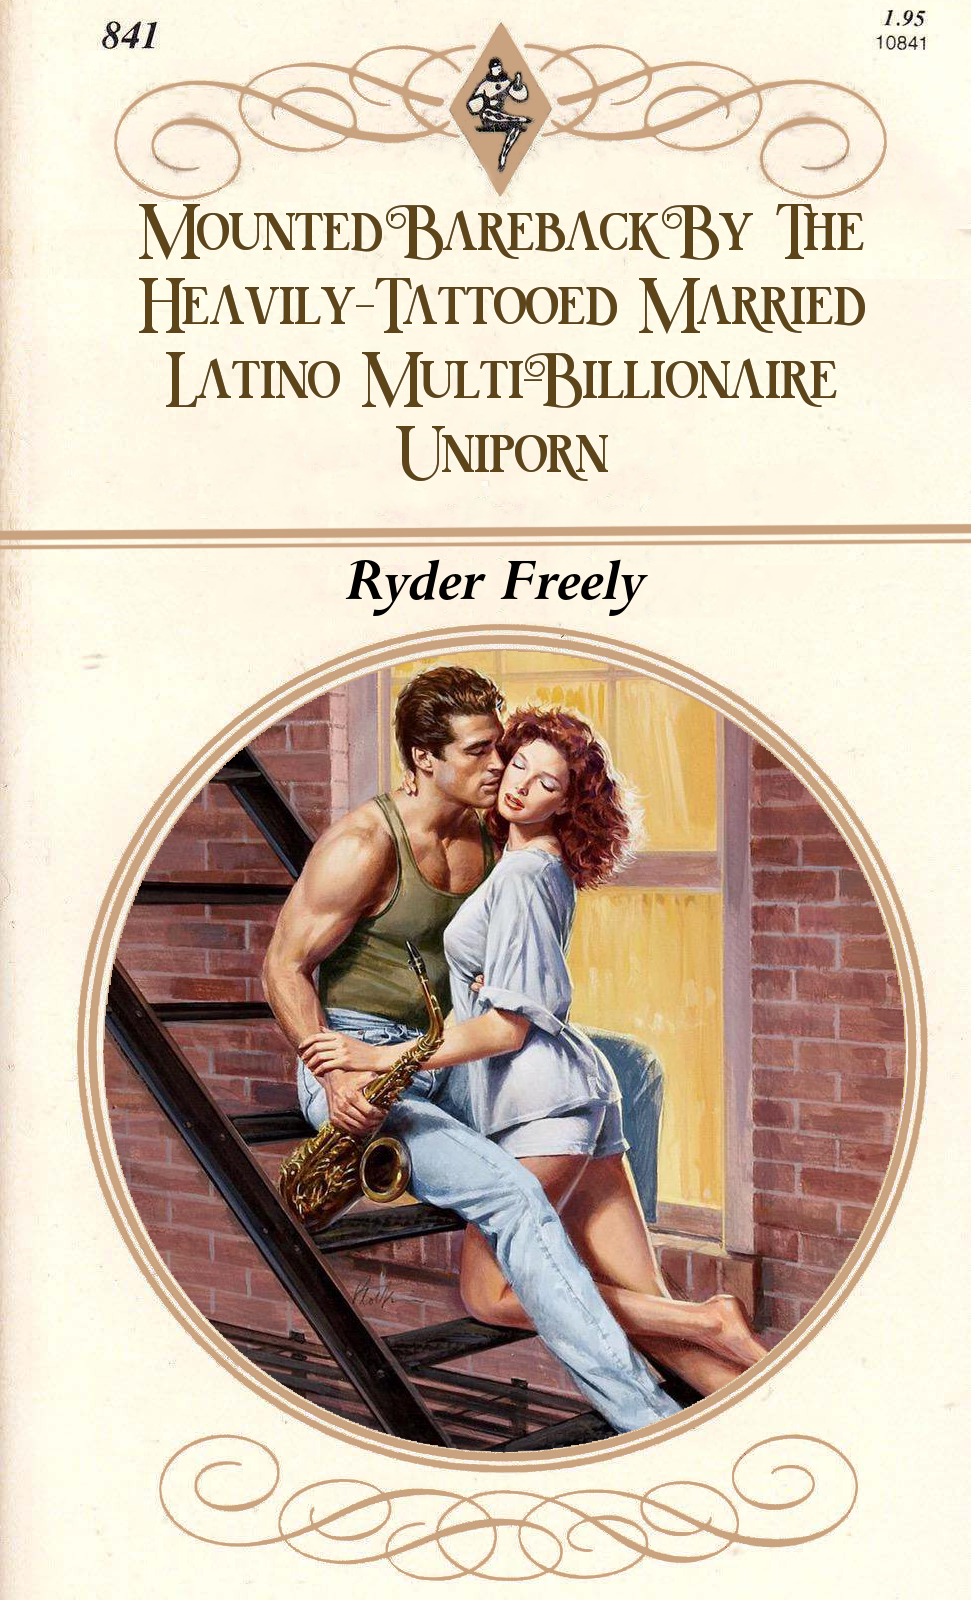 841
1.95
10841
Mounted Bareback By The
Heavily-Tattooed Married
Latino Multi-Billionaire
Uniporn
Ryder Freely